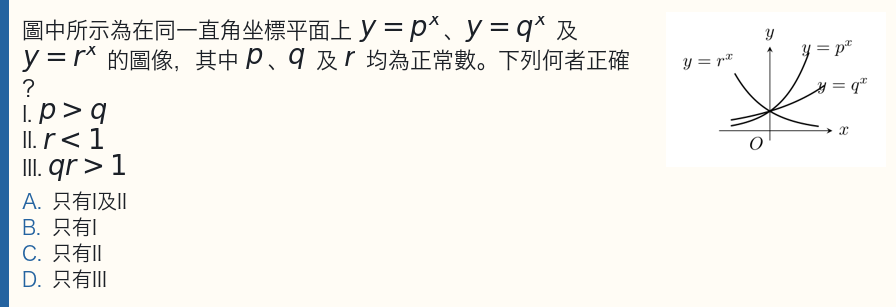 圖中所示為在同一直角坐標平面上 y = p^x、y = q^x 及
y = r^x 的圖像，其中 p、q 及 r 均為正常數。下列何者正確
？
I. p > q
II. r < 1
III. qr > 1
A. 只有I及II
B. 只有I
C. 只有II
D. 只有III
y
y = p^x
y = r^x
y = q^x
x
O